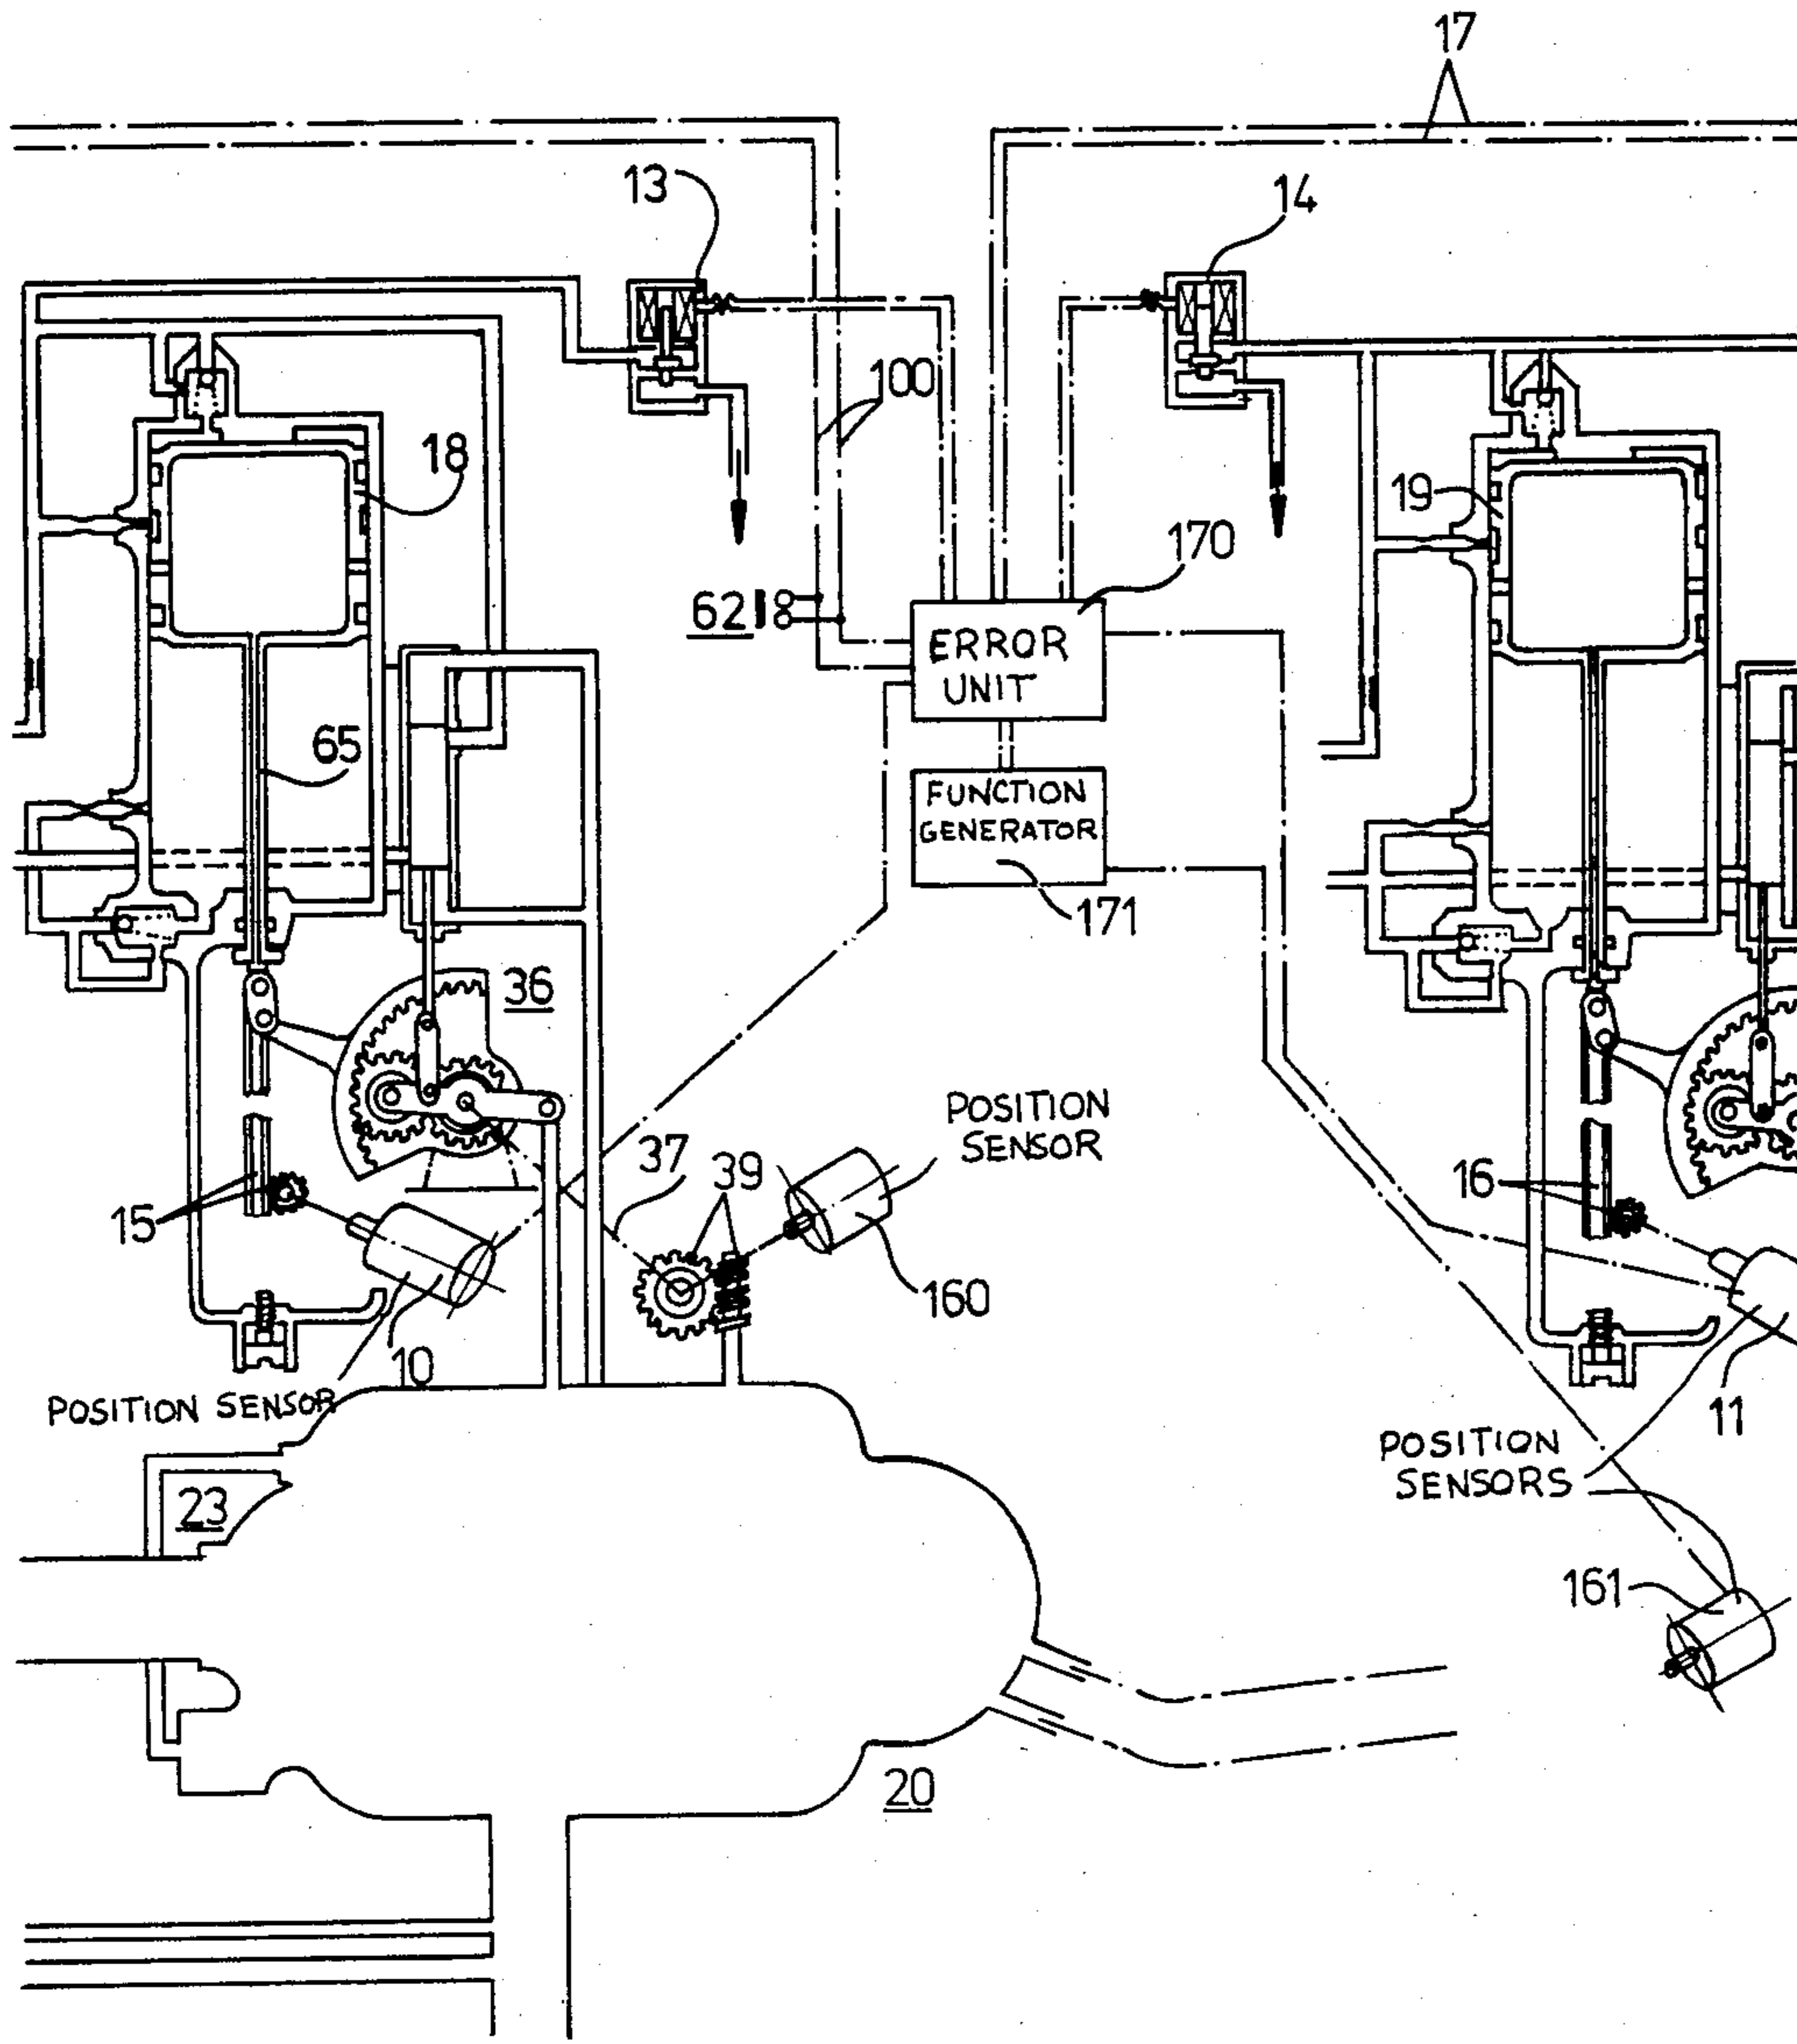 17
13
14
100
18
19
170
62
ERROR
UNIT
65
FUNCTION
GENERATOR
171
36
POSITION
SENSOR
37
39
16
15
160
10
POSITION SENSOR
11
POSITION
SENSORS
23
161
20